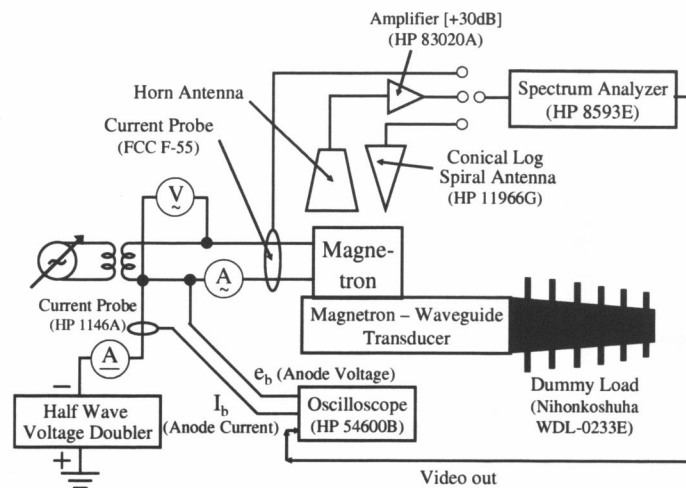 Amplifier [+30dB]
(HP 83020A)
Horn Antenna
Spectrum Analyzer
(HP 8593E)
Current Probe
(FCC F-55)
Conical Log
Spiral Antenna
(HP 11966G)
V
~
Magne-
tron
A
~
Current Probe
(HP 1146A)
Magnetron – Waveguide
Transducer
A
eb (Anode Voltage)
Dummy Load
(Nihonkoshuha
WDL-0233E)
−
Half Wave
Voltage Doubler
+
Ib
(Anode Current)
Oscilloscope
(HP 54600B)
Video out